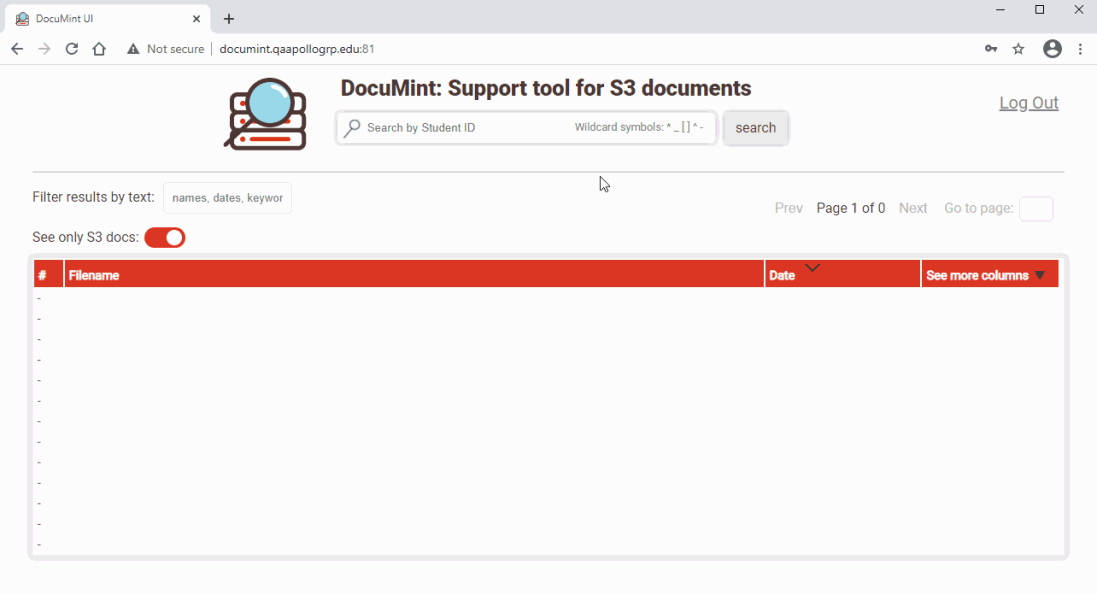 DocuMint UI
Not secure
documint.qaapollogrp.edu:81
DocuMint: Support tool for S3 documents
Log Out
Search by Student ID
Wildcard symbols: * _ [ ] ^ -
search
Filter results by text:
names, dates, keywor
Prev
Page 1 of 0
Next
Go to page:
See only S3 docs:
#
Filename
Date
See more columns ▼
-
-
-
-
-
-
-
-
-
-
-
-
-